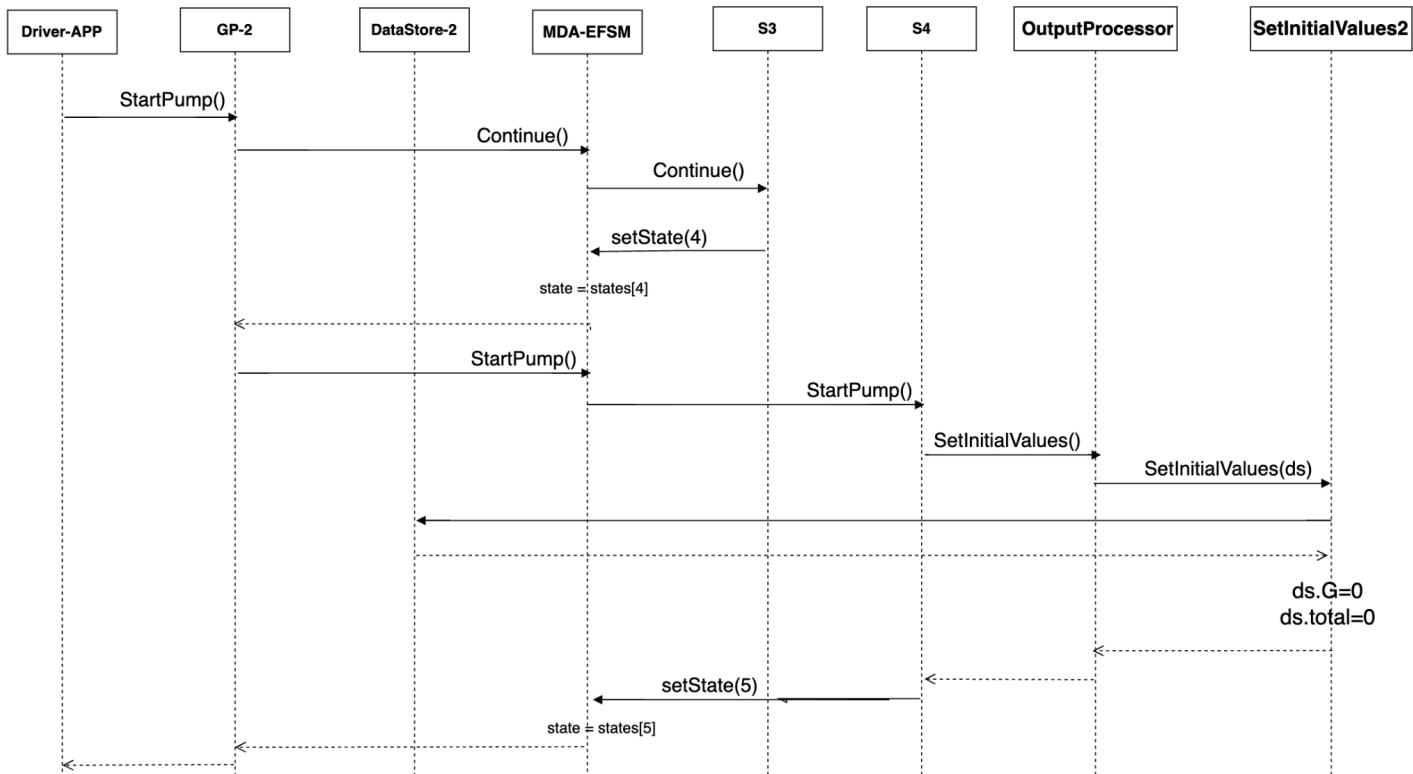 Driver-APP
GP-2
DataStore-2
MDA-EFSM
S3
S4
OutputProcessor
SetInitialValues2
StartPump()
Continue()
Continue()
setState(4)
state = states[4]
StartPump()
StartPump()
SetInitialValues()
SetInitialValues(ds)
ds.G=0
ds.total=0
setState(5)
state = states[5]